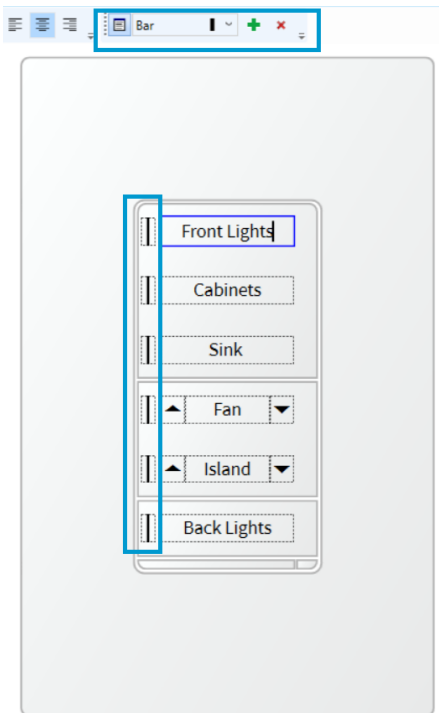 Bar
Front Lights
Cabinets
Sink
Fan
Island
Back Lights